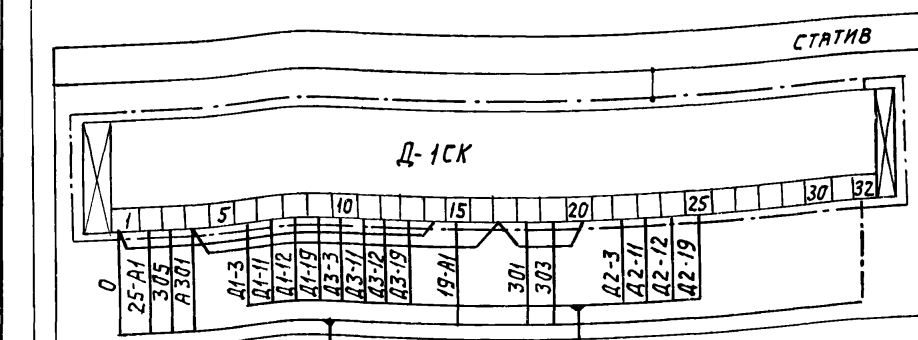 СТАТИВ
Д-1СК
1 5 10 15 20 25 30 32
0
25-А1
305
А301
Д1-3
Д1-11
Д1-12
Д1-19
Д3-3
Д3-11
Д3-12
Д3-19
19-А1
301
303
Д2-3
Д2-11
Д2-12
Д2-19